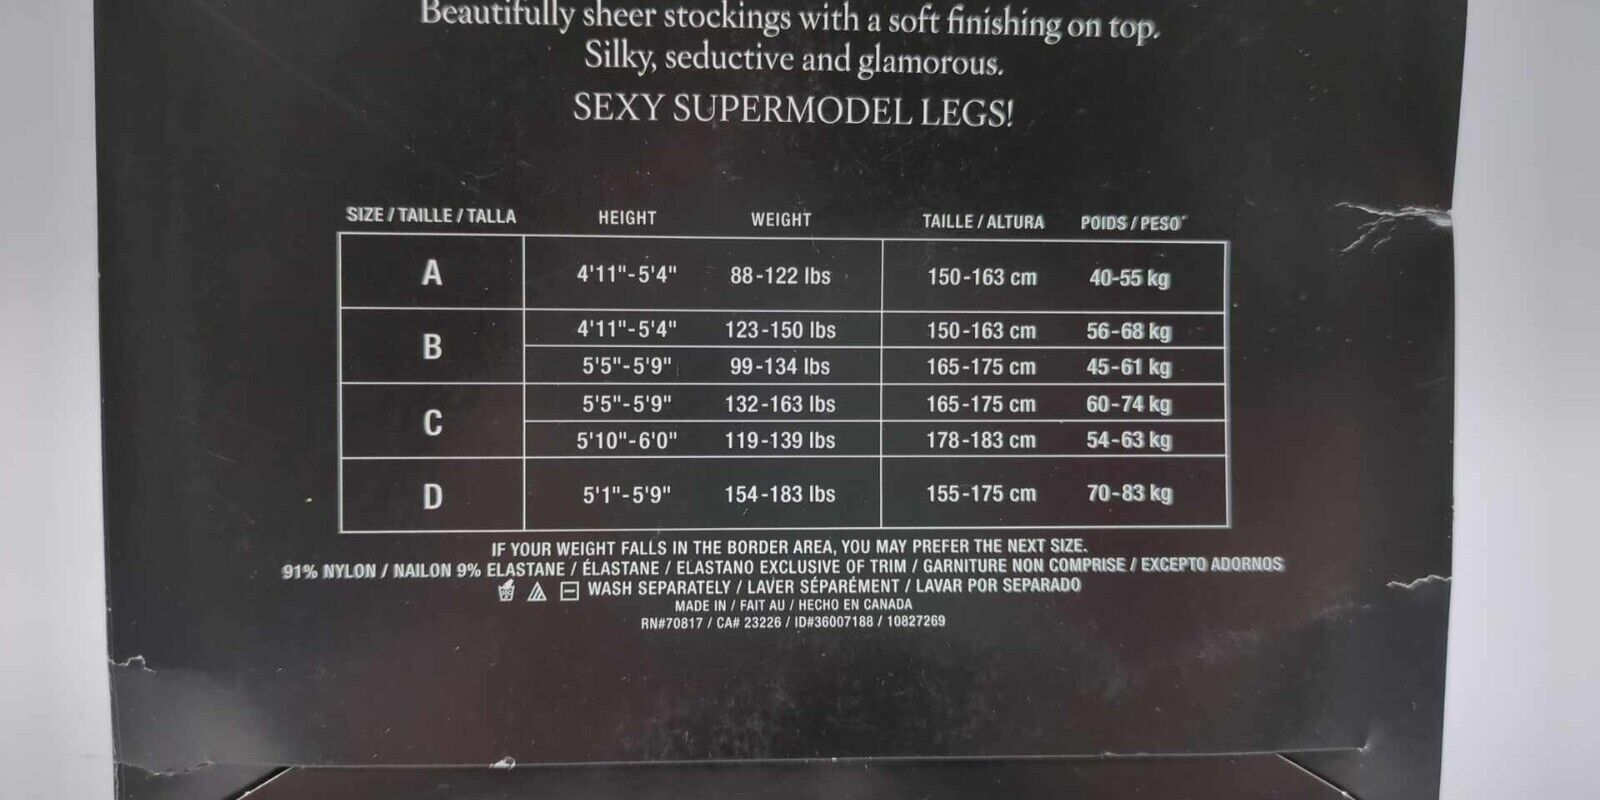 Beautifully sheer stockings with a soft finishing on top.
Silky, seductive and glamorous.
SEXY SUPERMODEL LEGS!
SIZE / TAILLE / TALLA HEIGHT WEIGHT TAILLE / ALTURA POIDS / PESO*
A 4'11"-5'4" 88-122 lbs 150-163 cm 40-55 kg
B 4'11"-5'4" 123-150 lbs 150-163 cm 56-68 kg
5'5"-5'9" 99-134 lbs 165-175 cm 45-61 kg
C 5'5"-5'9" 132-163 lbs 165-175 cm 60-74 kg
5'10"-6'0" 119-139 lbs 178-183 cm 54-63 kg
D 5'1"-5'9" 154-183 lbs 155-175 cm 70-83 kg
IF YOUR WEIGHT FALLS IN THE BORDER AREA, YOU MAY PREFER THE NEXT SIZE.
91% NYLON / NAILON 9% ELASTANE / ÉLASTANE / ELASTANO EXCLUSIVE OF TRIM / GARNITURE NON COMPRISE / EXCEPTO ADORNOS
WASH SEPARATELY / LAVER SÉPARÉMENT / LAVAR POR SEPARADO
MADE IN / FAIT AU / HECHO EN CANADA
RN#70817 / CA# 23226 / ID#36007188 / 10827269